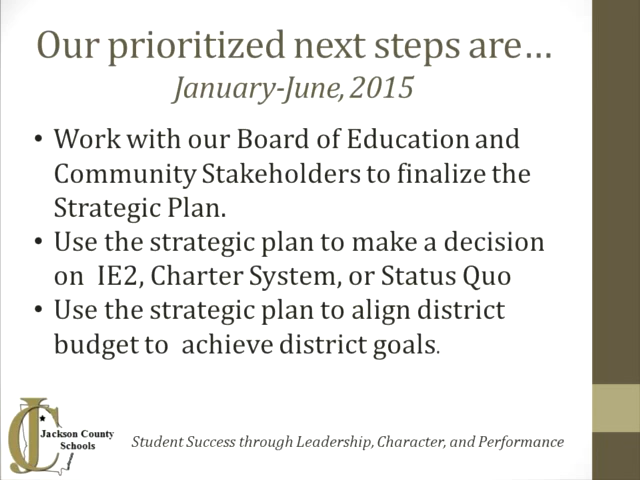 Our prioritized next steps are…
January-June, 2015
• Work with our Board of Education and
Community Stakeholders to finalize the
Strategic Plan.
• Use the strategic plan to make a decision
on  IE2, Charter System, or Status Quo
• Use the strategic plan to align district
budget to  achieve district goals.
JC
Jackson County
Schools
Student Success through Leadership, Character, and Performance